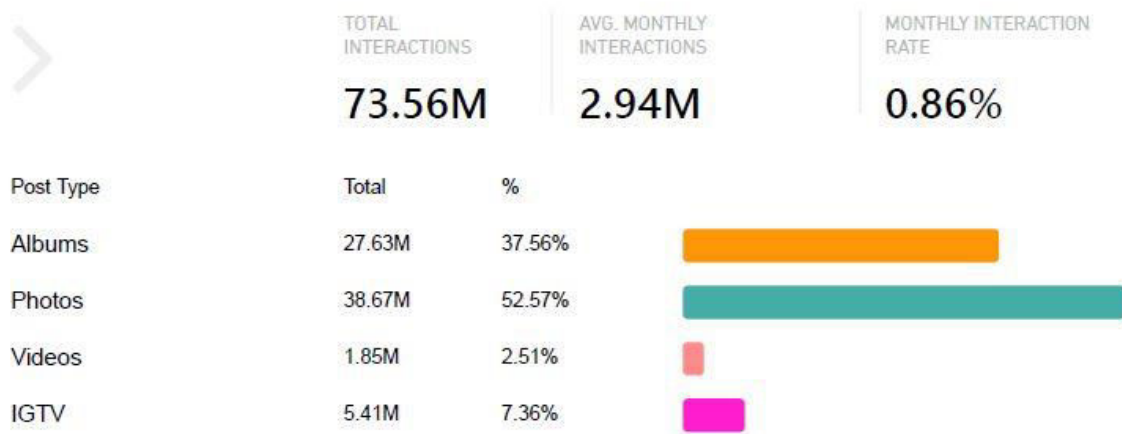 TOTAL INTERACTIONS AVG. MONTHLY INTERACTIONS MONTHLY INTERACTION RATE
73.56M 2.94M 0.86%
Post Type Total %
Albums 27.63M 37.56%
Photos 38.67M 52.57%
Videos 1.85M 2.51%
IGTV 5.41M 7.36%